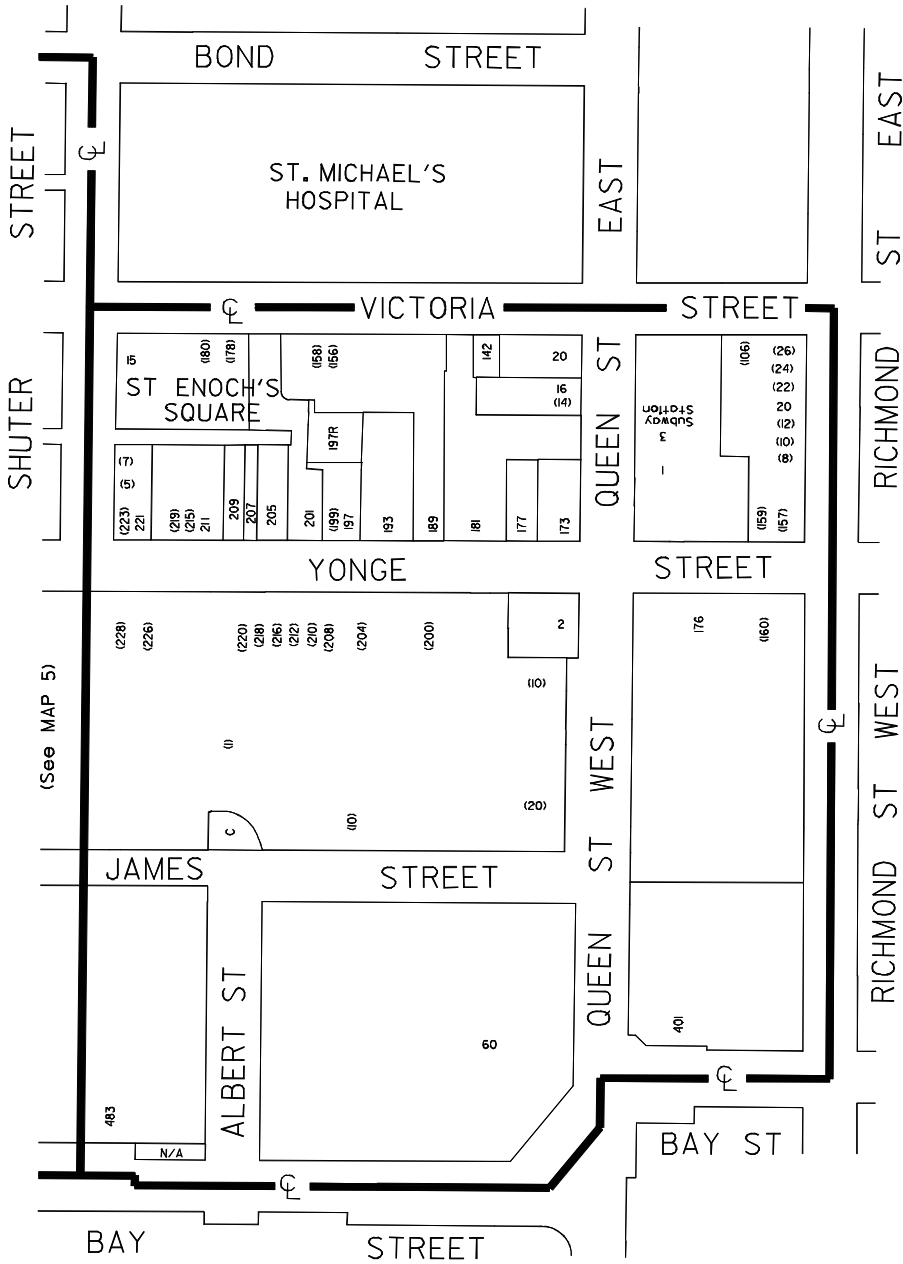 BOND STREET
STREET
EAST
EAST
ST
ST. MICHAEL'S
HOSPITAL
℄
℄
VICTORIA STREET
15
(180)
(178)
(168)
(156)
142
20
16
(14)
ST ENOCH'S
SQUARE
197R
SHUTER
QUEEN ST
Subway
Station
3
1
(106)
(26)
(24)
(22)
20
(12)
(10)
(8)
RICHMOND
(7)
(5)
(223)
221
(219)
(215)
211
209
207
205
201
(199)
197
193
189
181
177
173
(159)
(157)
YONGE STREET
(228)
(226)
(220)
(218)
(216)
(212)
(210)
(208)
(204)
(200)
2
176
(160)
(10)
(See MAP 5)
(1)
℄
WEST
WEST
(20)
(10)
C
ST
ST
JAMES STREET
QUEEN
RICHMOND
ALBERT ST
60
401
℄
483
N/A
BAY ST
℄
BAY STREET